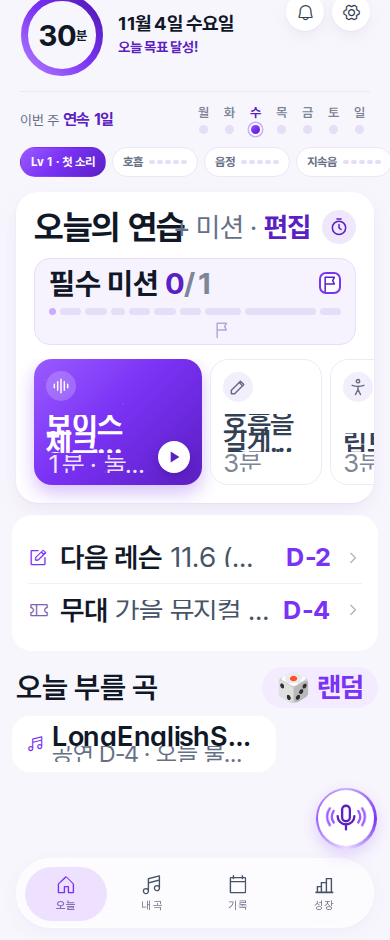 30분
11월 4일 수요일
오늘 목표 달성!
이번 주 연속 1일
월 화 수 목 금 토 일
Lv 1 · 첫 소리 호흡 음정 지속음
오늘의 연습 + 미션 · 편집
필수 미션 0/1
보이스
체크...
1분 · 눌...
호흡을
길게...
3분
립트
3분
다음 레슨 11.6 (... D-2
무대 가을 뮤지컬 ... D-4
오늘 부를 곡 🎲 랜덤
LongEnglishS...
공연 D-4 · 오늘 불...
오늘 내 곡 기록 성장